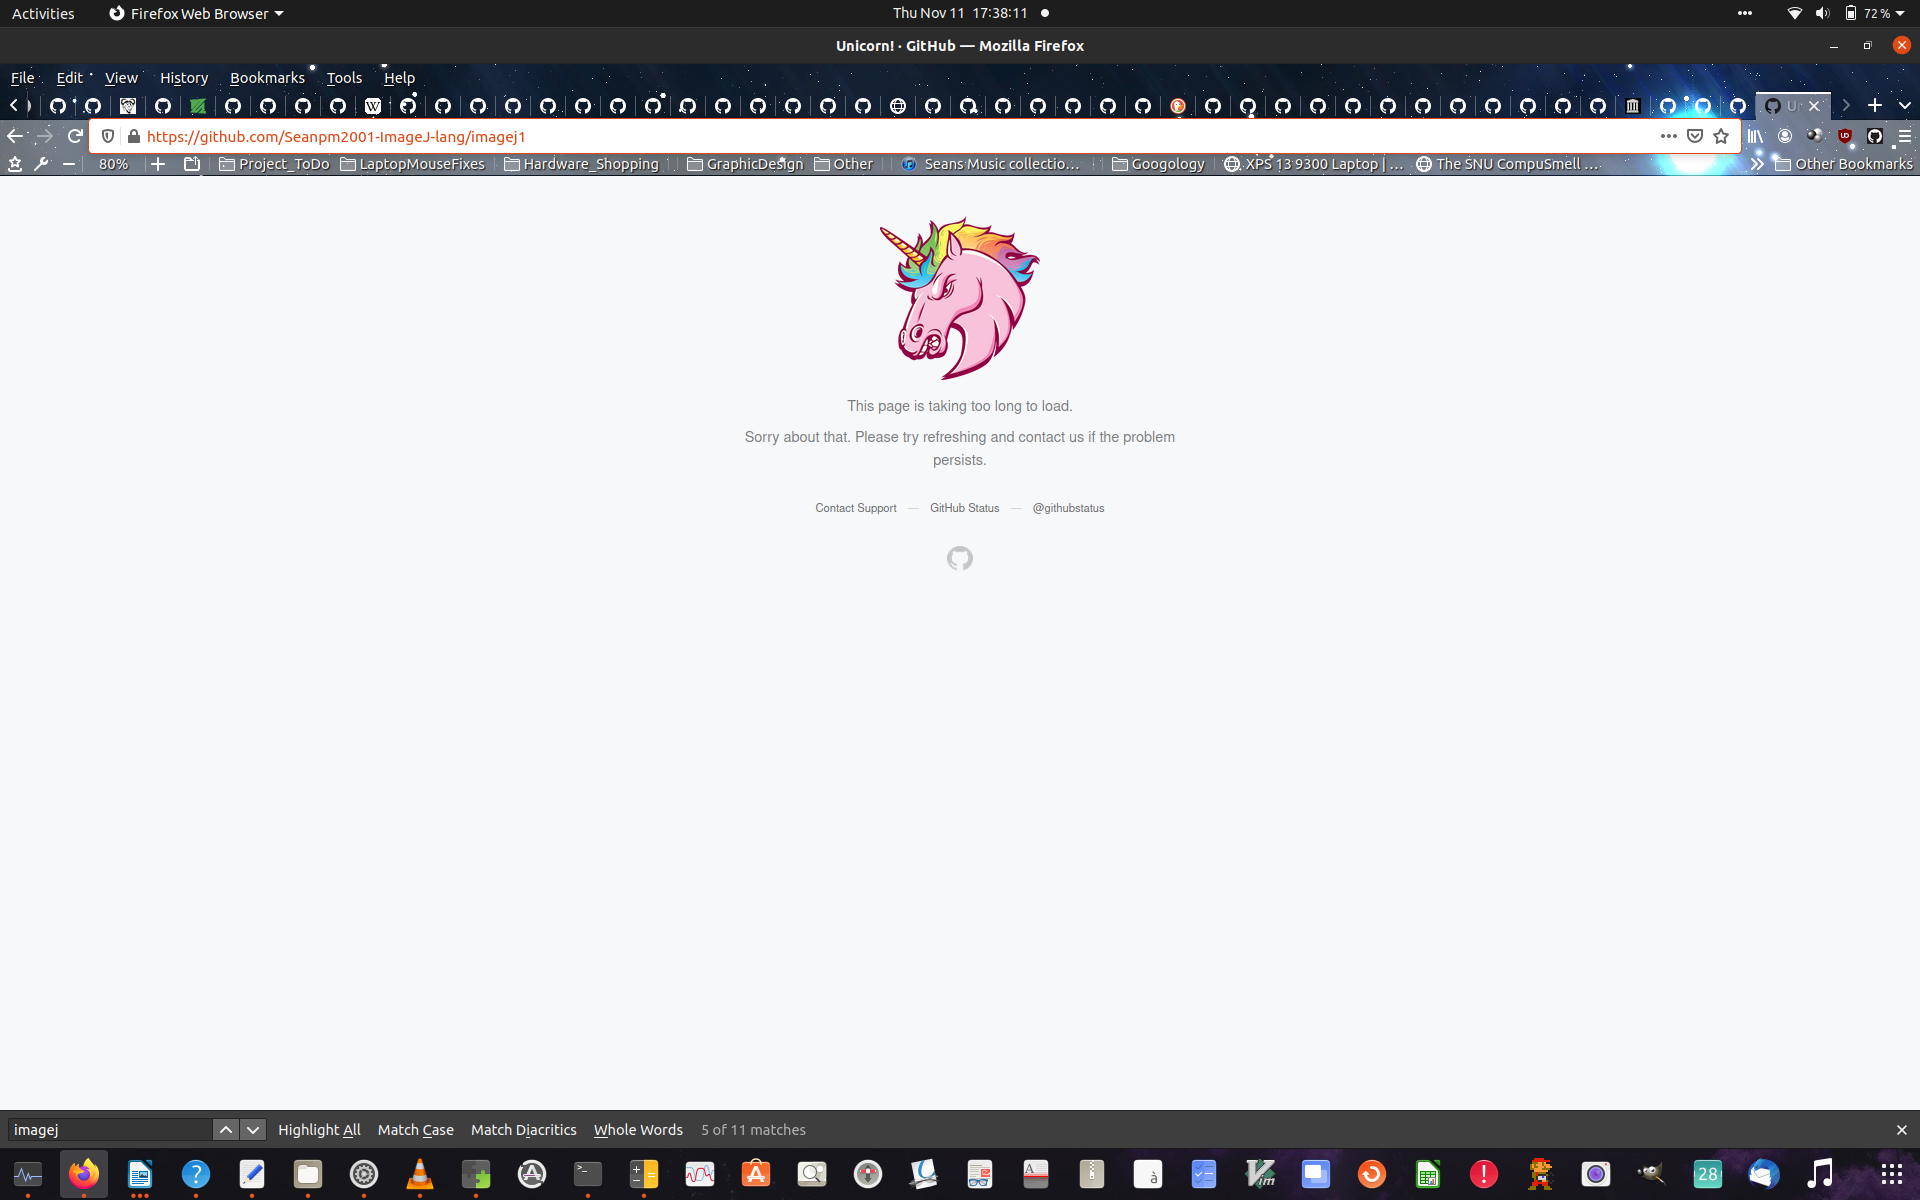 Activities
Firefox Web Browser
Thu Nov 11 17:38:11
72 %
Unicorn! · GitHub — Mozilla Firefox
File Edit View History Bookmarks Tools Help
https://github.com/Seanpm2001-ImageJ-lang/imagej1
80%
Project_ToDo
LaptopMouseFixes
Hardware_Shopping
GraphicDesign
Other
Seans Music collectio…
Googology
XPS 13 9300 Laptop | …
The SNU CompuSmell …
Other Bookmarks
This page is taking too long to load.
Sorry about that. Please try refreshing and contact us if the problem
persists.
Contact Support — GitHub Status — @githubstatus
imagej
Highlight All
Match Case
Match Diacritics
Whole Words
5 of 11 matches
28